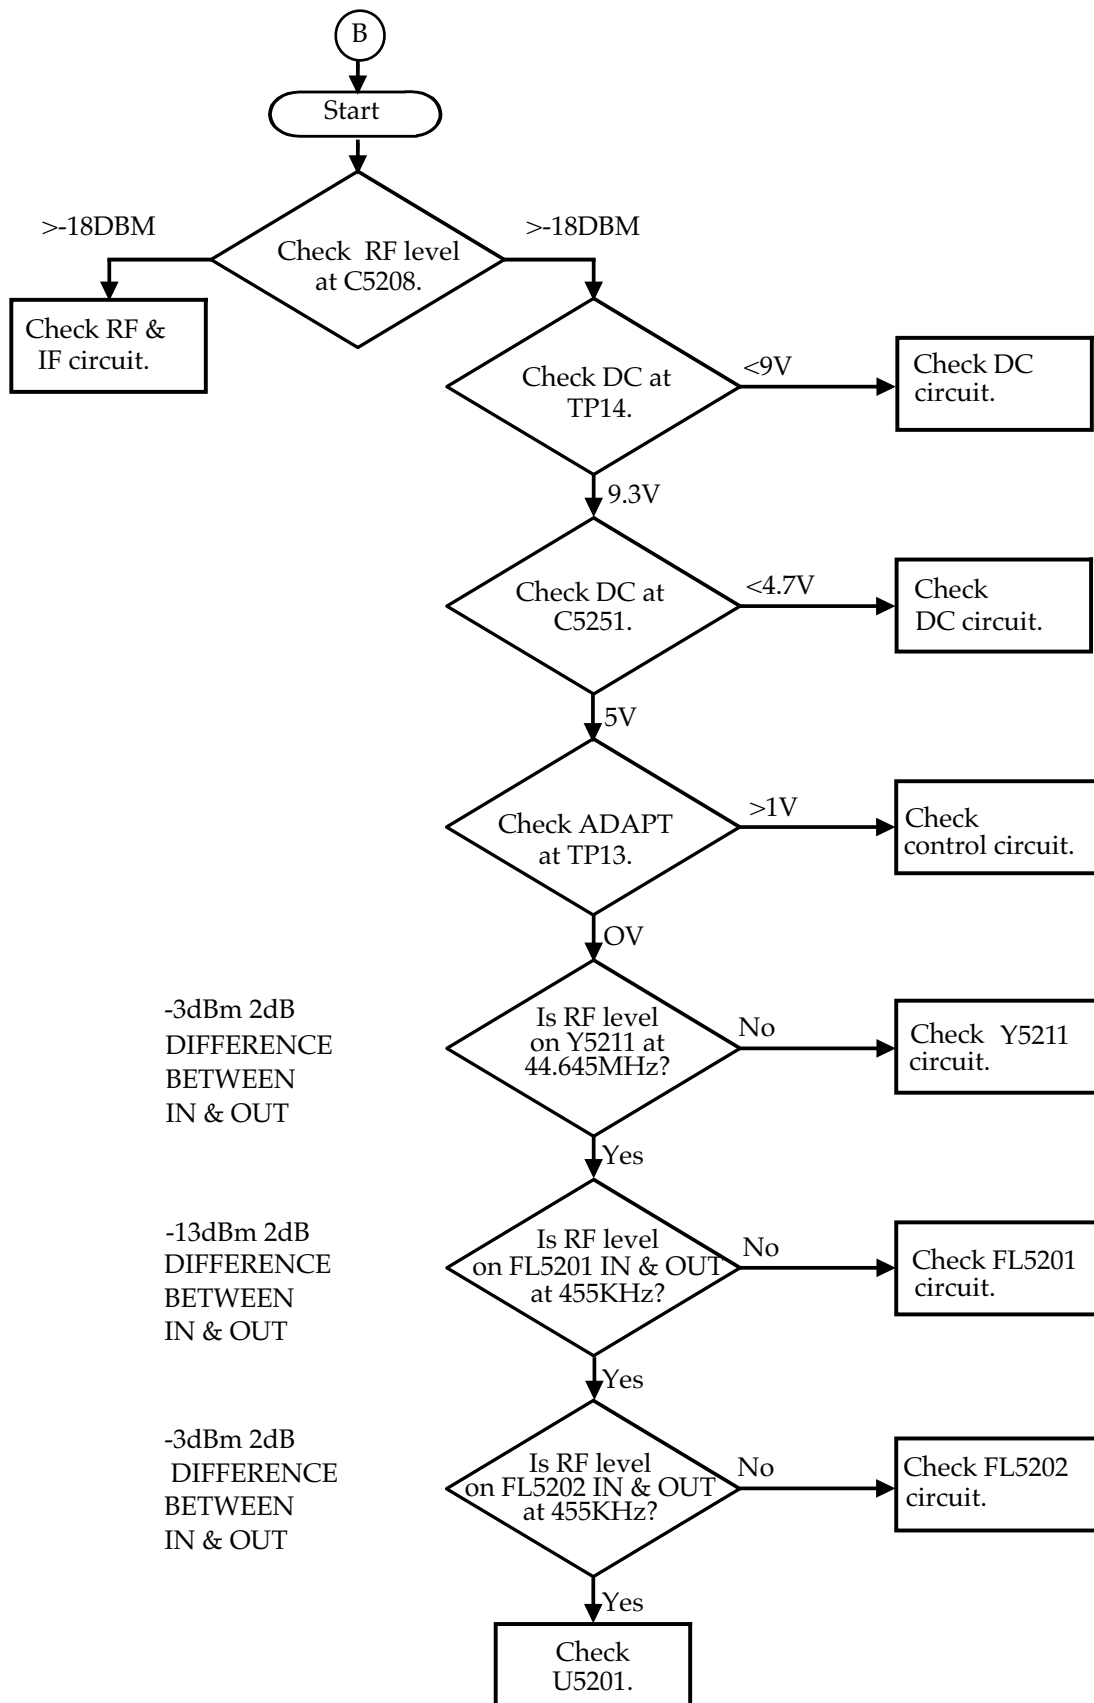 B
Start
>-18DBM
>-18DBM
Check RF level
at C5208.
Check RF &
IF circuit.
Check DC at
TP14.
<9V
Check DC
circuit.
9.3V
Check DC at
C5251.
<4.7V
Check
DC circuit.
5V
Check ADAPT
at TP13.
>1V
Check
control circuit.
OV
-3dBm 2dB
DIFFERENCE
BETWEEN
IN & OUT
Is RF level
on Y5211 at
44.645MHz?
No
Check Y5211
circuit.
Yes
-13dBm 2dB
DIFFERENCE
BETWEEN
IN & OUT
Is RF level
on FL5201 IN & OUT
at 455KHz?
No
Check FL5201
circuit.
Yes
-3dBm 2dB
DIFFERENCE
BETWEEN
IN & OUT
Is RF level
on FL5202 IN & OUT
at 455KHz?
No
Check FL5202
circuit.
Yes
Check
U5201.